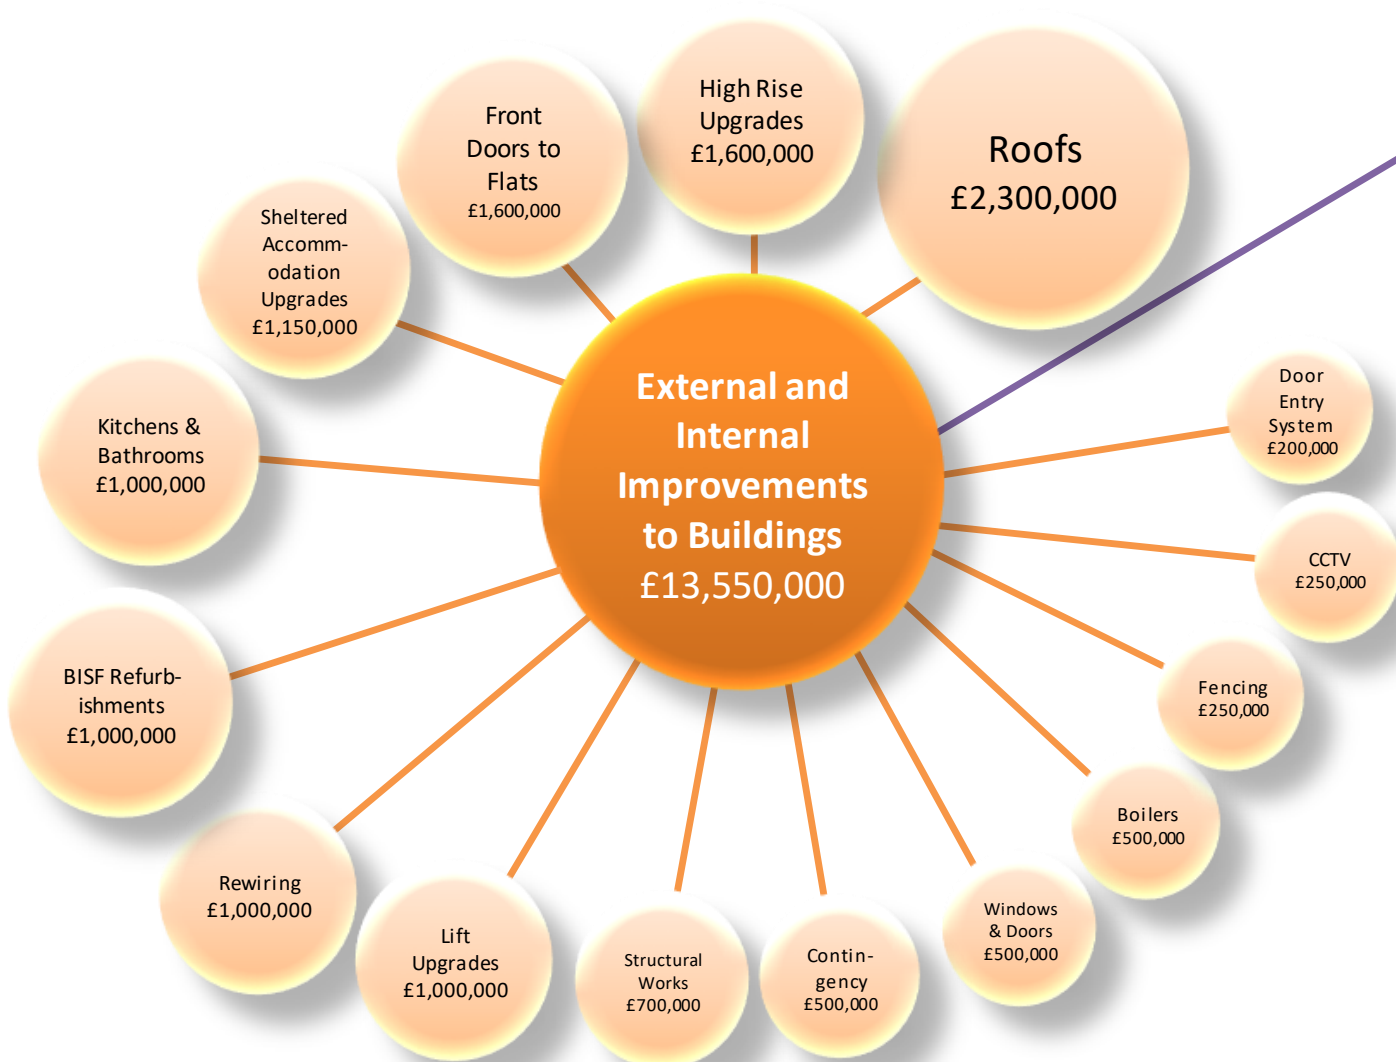 High Rise
Upgrades
£1,600,000
Roofs
£2,300,000
Front
Doors to
Flats
£1,600,000
Sheltered
Accomm-
odation
Upgrades
£1,150,000
External and
Internal
Improvements
to Buildings
£13,550,000
Door
Entry
System
£200,000
Kitchens &
Bathrooms
£1,000,000
CCTV
£250,000
BISF Refurb-
ishments
£1,000,000
Fencing
£250,000
Boilers
£500,000
Rewiring
£1,000,000
Lift
Upgrades
£1,000,000
Structural
Works
£700,000
Contin-
gency
£500,000
Windows
& Doors
£500,000